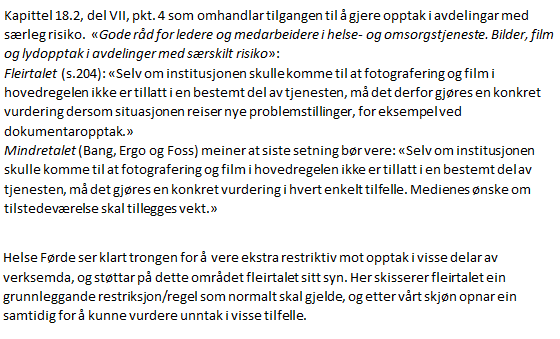 Kapittel 18.2, del VII, pkt. 4 som omhandlar tilgangen til å gjere opptak i avdelingar med
særleg risiko.  «Gode råd for ledere og medarbeidere i helse- og omsorgstjeneste. Bilder, film
og lydopptak i avdelinger med særskilt risiko»:
Fleirtalet (s.204): «Selv om institusjonen skulle komme til at fotografering og film i
hovedregelen ikke er tillatt i en bestemt del av tjenesten, må det derfor gjøres en konkret
vurdering dersom situasjonen reiser nye problemstillinger, for eksempel ved
dokumentaropptak.»
Mindretalet (Bang, Ergo og Foss) meiner at siste setning bør vere: «Selv om institusjonen
skulle komme til at fotografering og film i hovedregelen ikke er tillatt i en bestemt del av
tjenesten, må det gjøres en konkret vurdering i hvert enkelt tilfelle. Medienes ønske om
tilstedeværelse skal tillegges vekt.»
Helse Førde ser klart trongen for å vere ekstra restriktiv mot opptak i visse delar av
verksemda, og støttar på dette området fleirtalet sitt syn. Her skisserer fleirtalet ein
grunnleggande restriksjon/regel som normalt skal gjelde, og etter vårt skjøn opnar ein
samtidig for å kunne vurdere unntak i visse tilfelle.